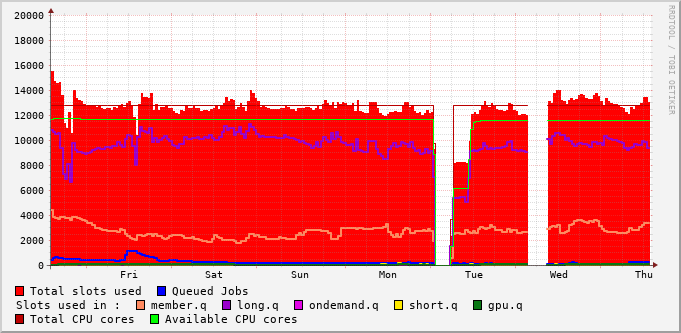 RRDTOOL / TOBI OETIKER
20000
18000
16000
14000
12000
10000
8000
6000
4000
2000
0
Fri Sat Sun Mon Tue Wed Thu
Total slots used Queued Jobs
Slots used in : member.q long.q ondemand.q short.q gpu.q
Total CPU cores Available CPU cores